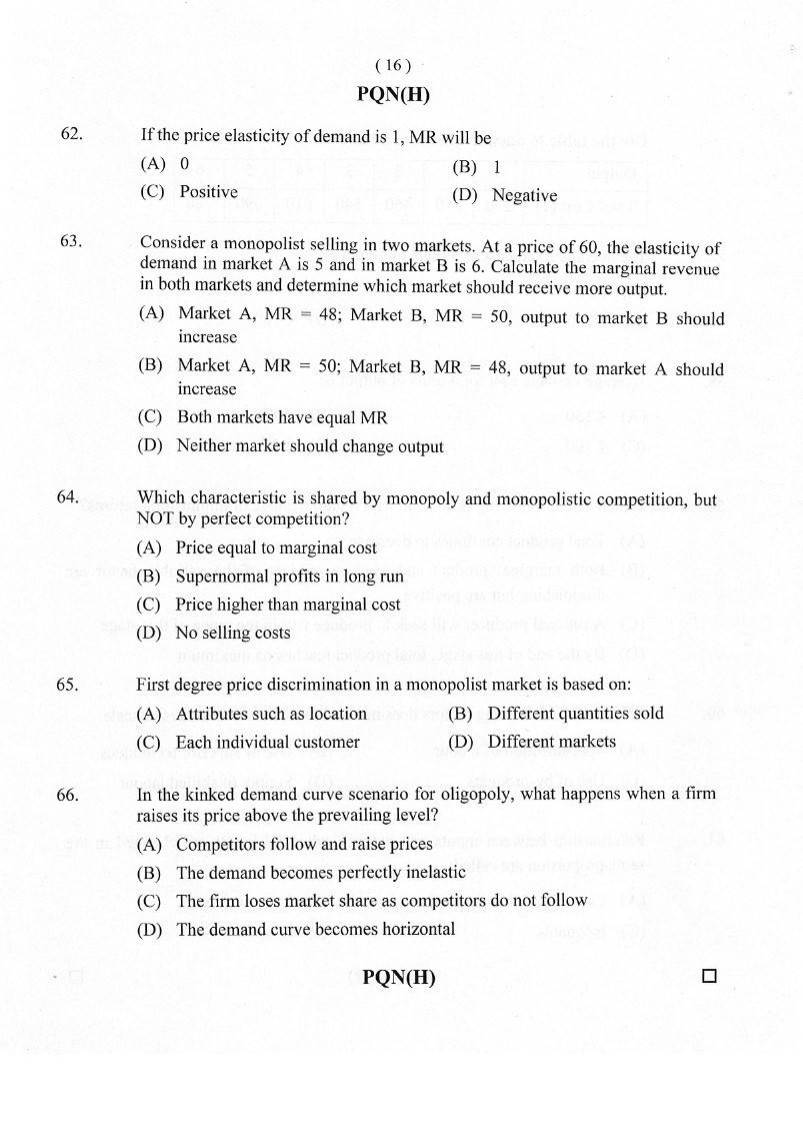 ( 16 )
PQN(H)
62. If the price elasticity of demand is 1, MR will be
(A) 0 (B) 1
(C) Positive (D) Negative
63. Consider a monopolist selling in two markets. At a price of 60, the elasticity of
demand in market A is 5 and in market B is 6. Calculate the marginal revenue
in both markets and determine which market should receive more output.
(A) Market A, MR = 48; Market B, MR = 50, output to market B should
increase
(B) Market A, MR = 50; Market B, MR = 48, output to market A should
increase
(C) Both markets have equal MR
(D) Neither market should change output
64. Which characteristic is shared by monopoly and monopolistic competition, but
NOT by perfect competition?
(A) Price equal to marginal cost
(B) Supernormal profits in long run
(C) Price higher than marginal cost
(D) No selling costs
65. First degree price discrimination in a monopolist market is based on:
(A) Attributes such as location (B) Different quantities sold
(C) Each individual customer (D) Different markets
66. In the kinked demand curve scenario for oligopoly, what happens when a firm
raises its price above the prevailing level?
(A) Competitors follow and raise prices
(B) The demand becomes perfectly inelastic
(C) The firm loses market share as competitors do not follow
(D) The demand curve becomes horizontal
PQN(H)